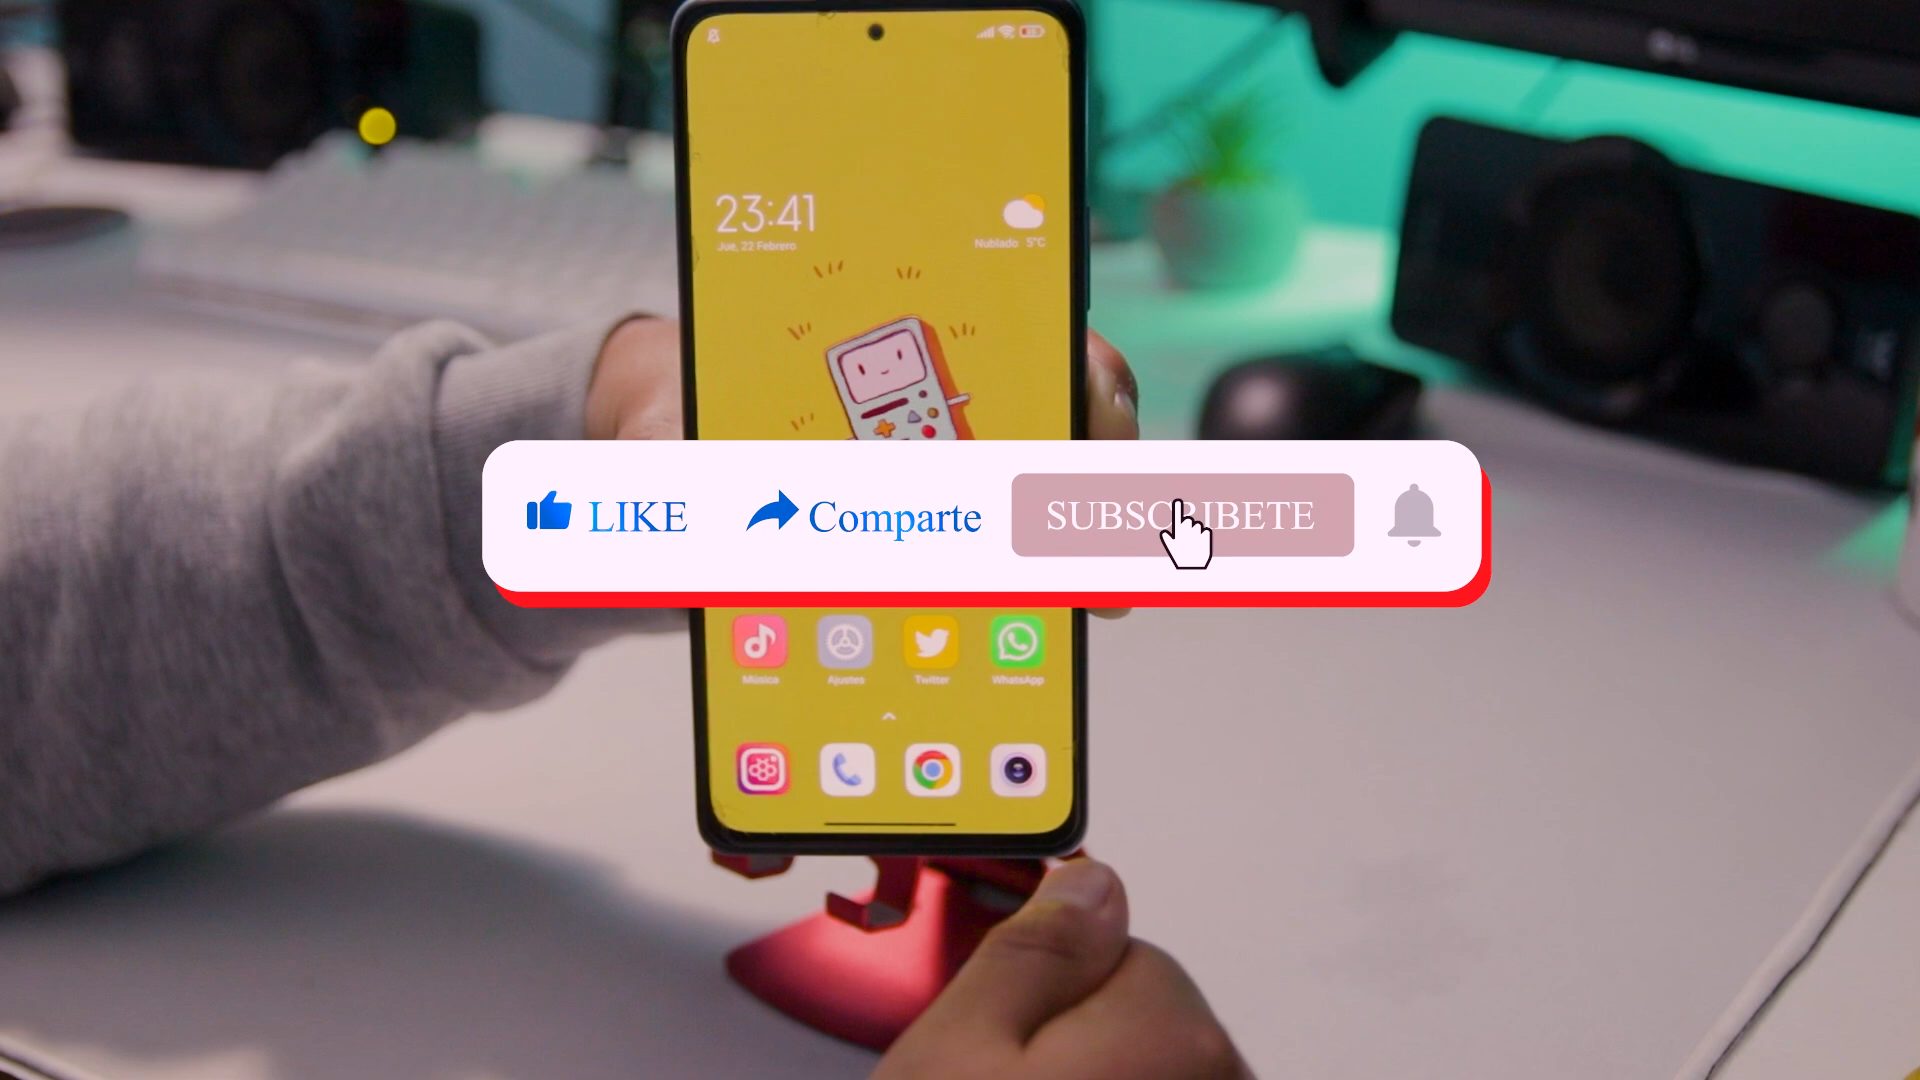 23:41
Jue, 22 Febrero
Nublado 5°C
LIKE
Comparte
SUBSCRIBETE
Música
Ajustes
Twitter
WhatsApp